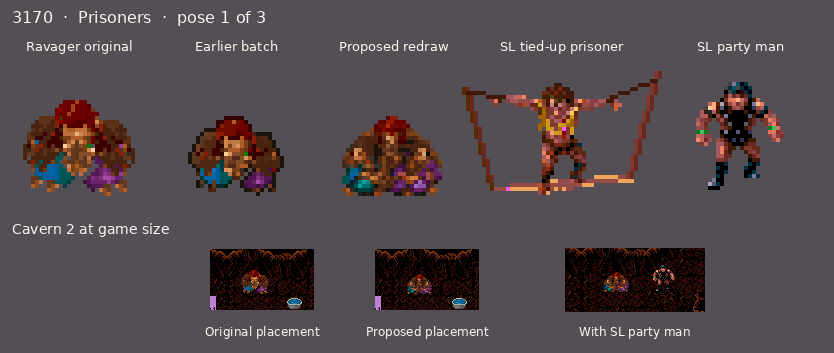 3170 · Prisoners · pose 1 of 3
Ravager original
Earlier batch
Proposed redraw
SL tied-up prisoner
SL party man
Cavern 2 at game size
Original placement
Proposed placement
With SL party man